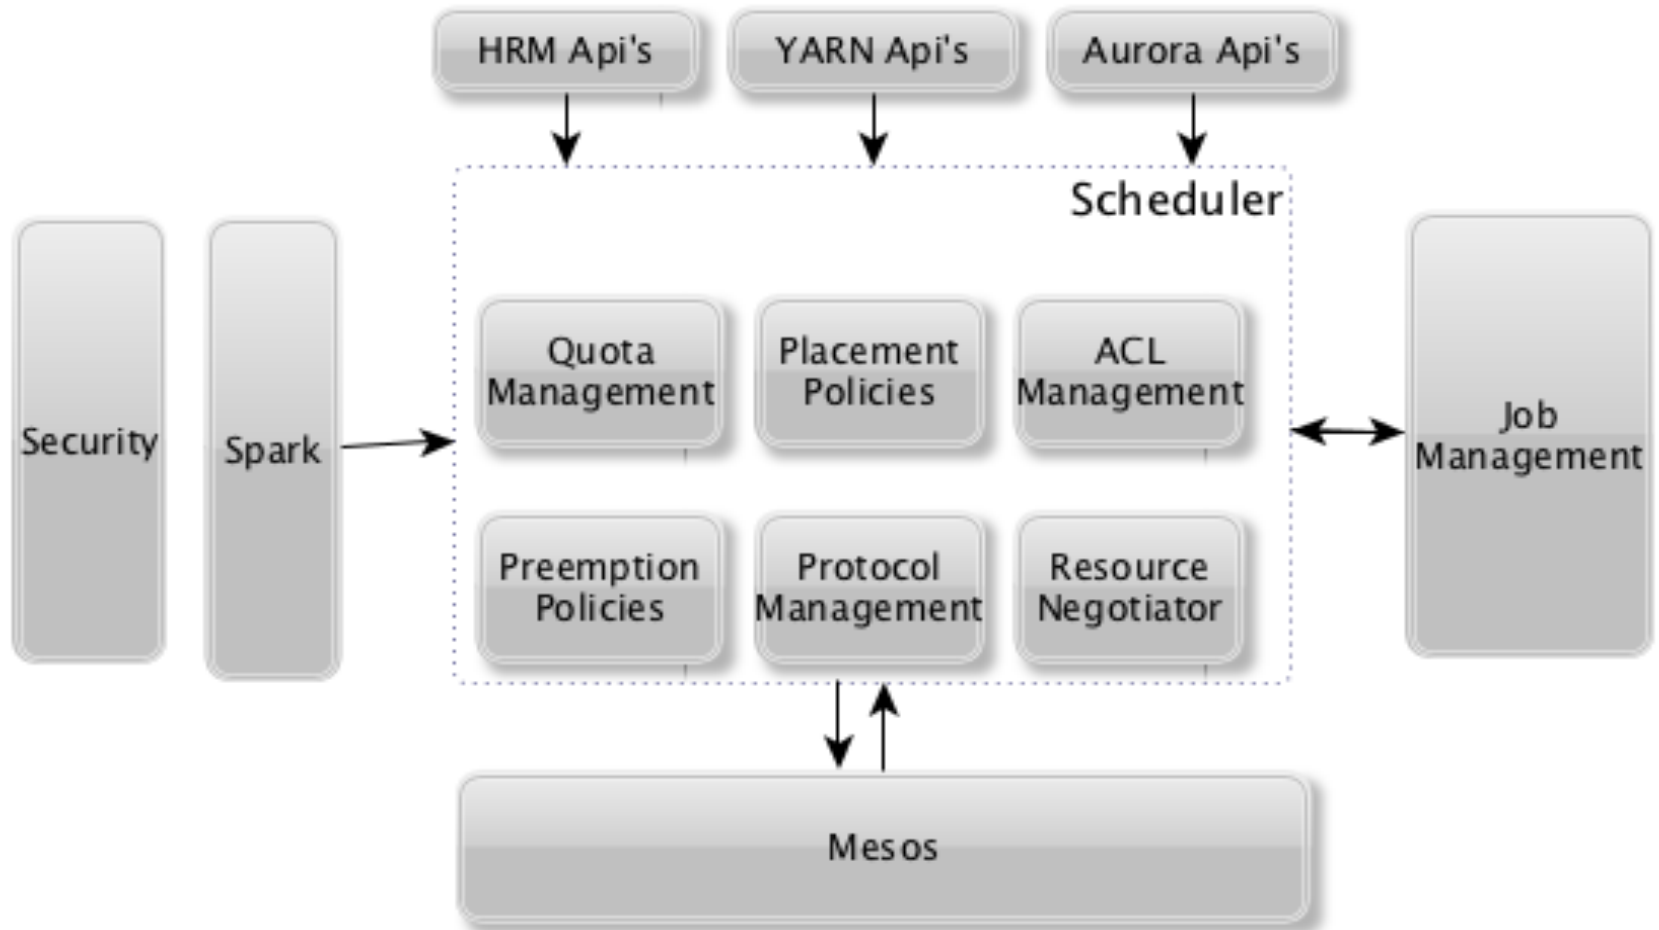 HRM Api's
YARN Api's
Aurora Api's
Scheduler
Security
Spark
Quota
Management
Placement
Policies
ACL
Management
Job
Management
Preemption
Policies
Protocol
Management
Resource
Negotiator
Mesos